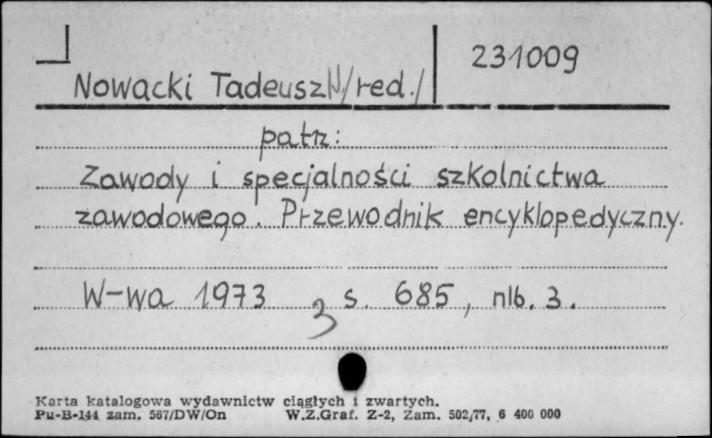 231009
Nowacki Tadeusz N /red./
patrz:
Zawody i specjalności szkolnictwa
zawodowego. Przewodnik encyklopedyczny.
W-wa 1973 3 s. 685, nlb. 3.
Karta katalogowa wydawnictw ciągłych i zwartych.
Pu-B-144 zam. 567/DW/On W.Z.Graf. Z-2, Zam. 502/77, 6 400 000